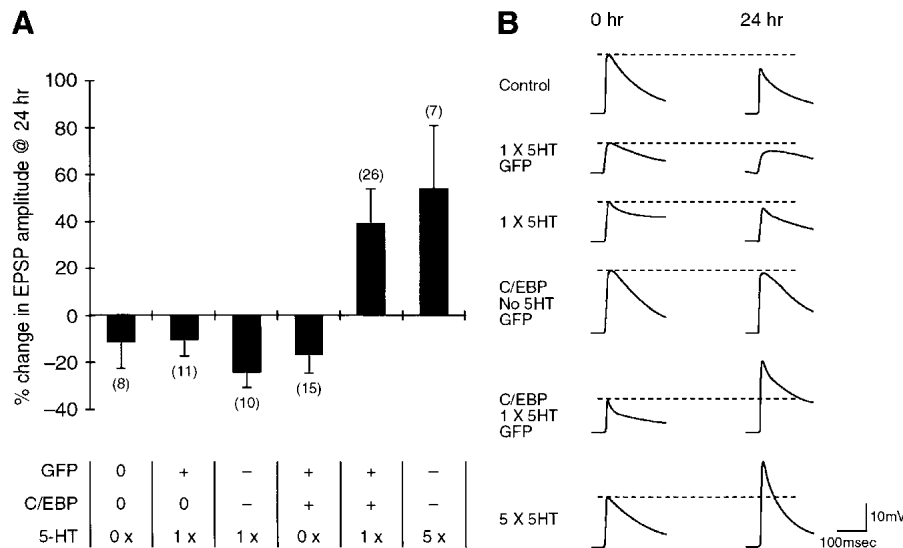 A
% change in EPSP amplitude @ 24 hr
100
80
60
40
20
0
−20
−40
(8)
(11)
(10)
(15)
(26)
(7)
GFP 0 + − + + −
C/EBP 0 0 − + + −
5-HT 0 x 1 x 1 x 0 x 1 x 5 x
B
0 hr 24 hr
Control
1 X 5HT
GFP
1 X 5HT
C/EBP
No 5HT
GFP
C/EBP
1 X 5HT
GFP
5 X 5HT
10mV
100msec